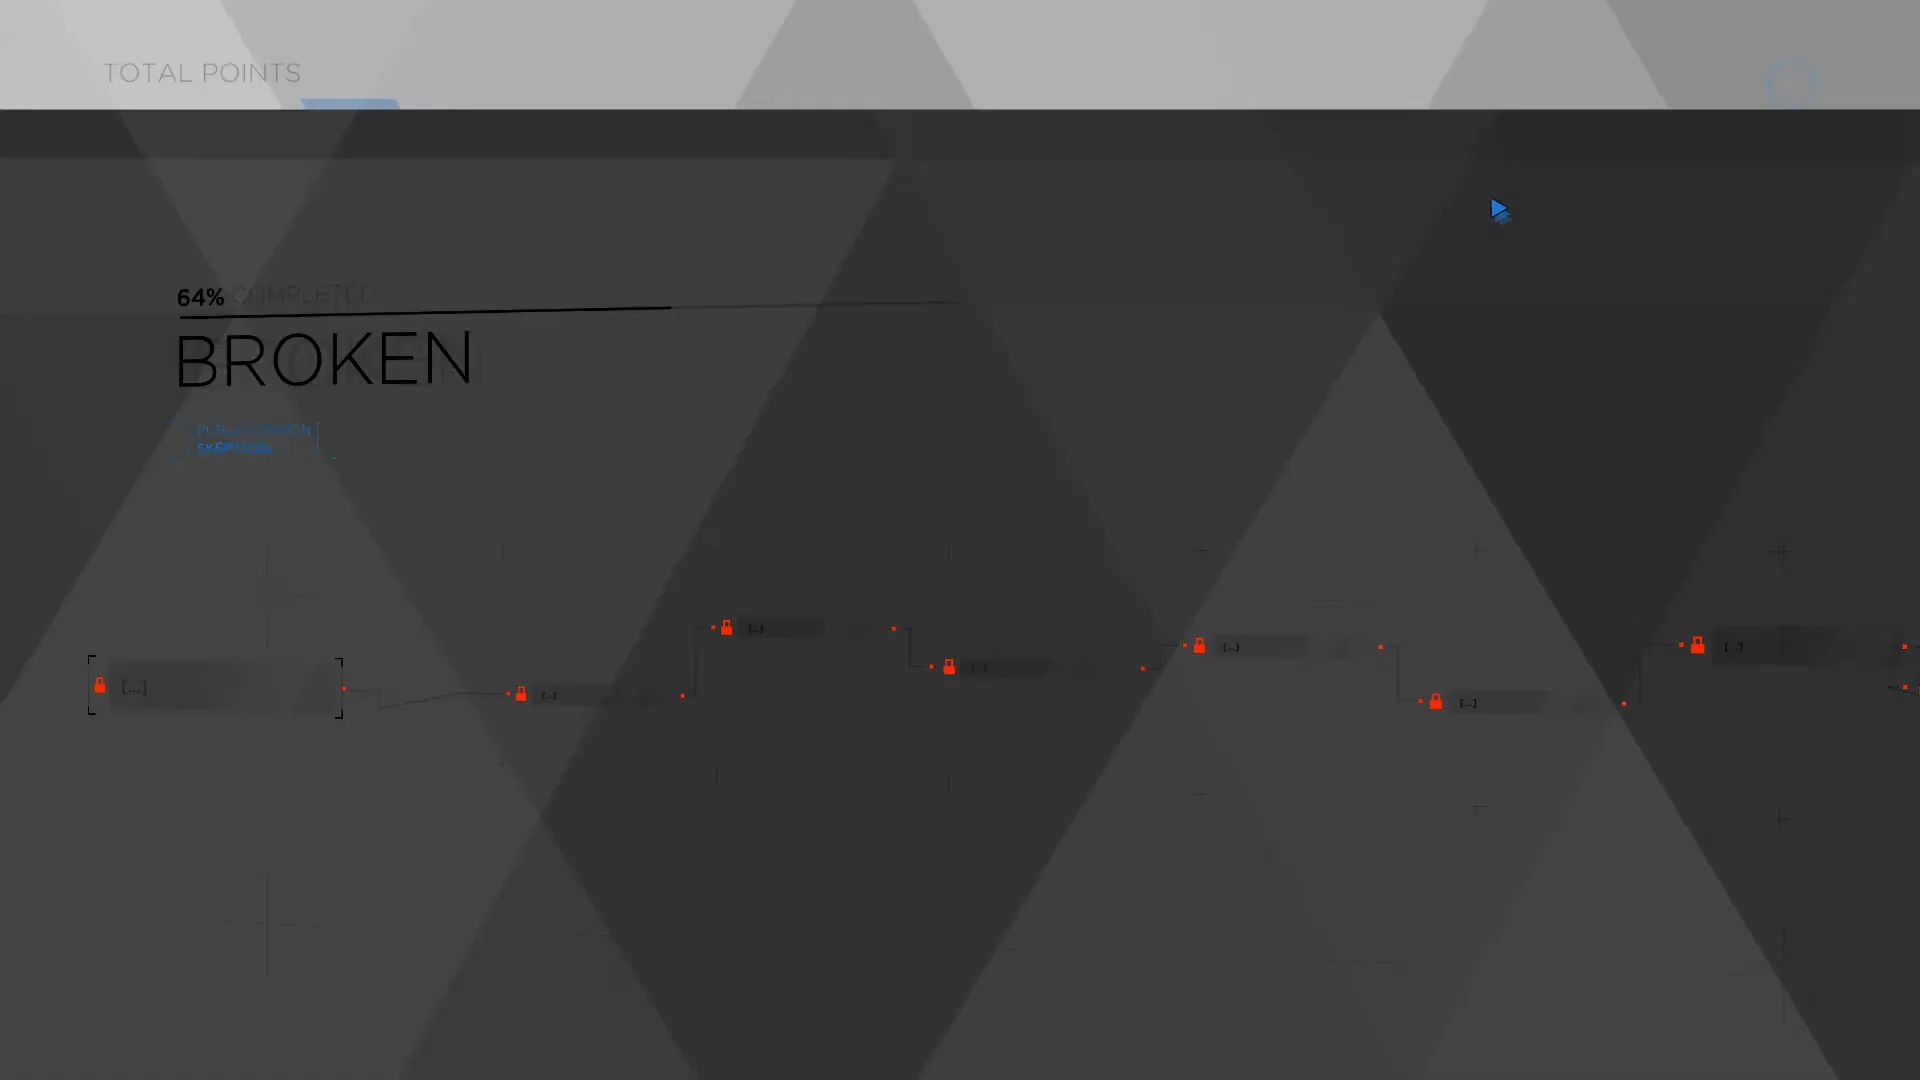 TOTAL POINTS
64% COMPLETED
BROKEN
PUBLIC OPINION
SKEPTICAL
[...]
[...]
[...]
[...]
[...]
[...]
[...]